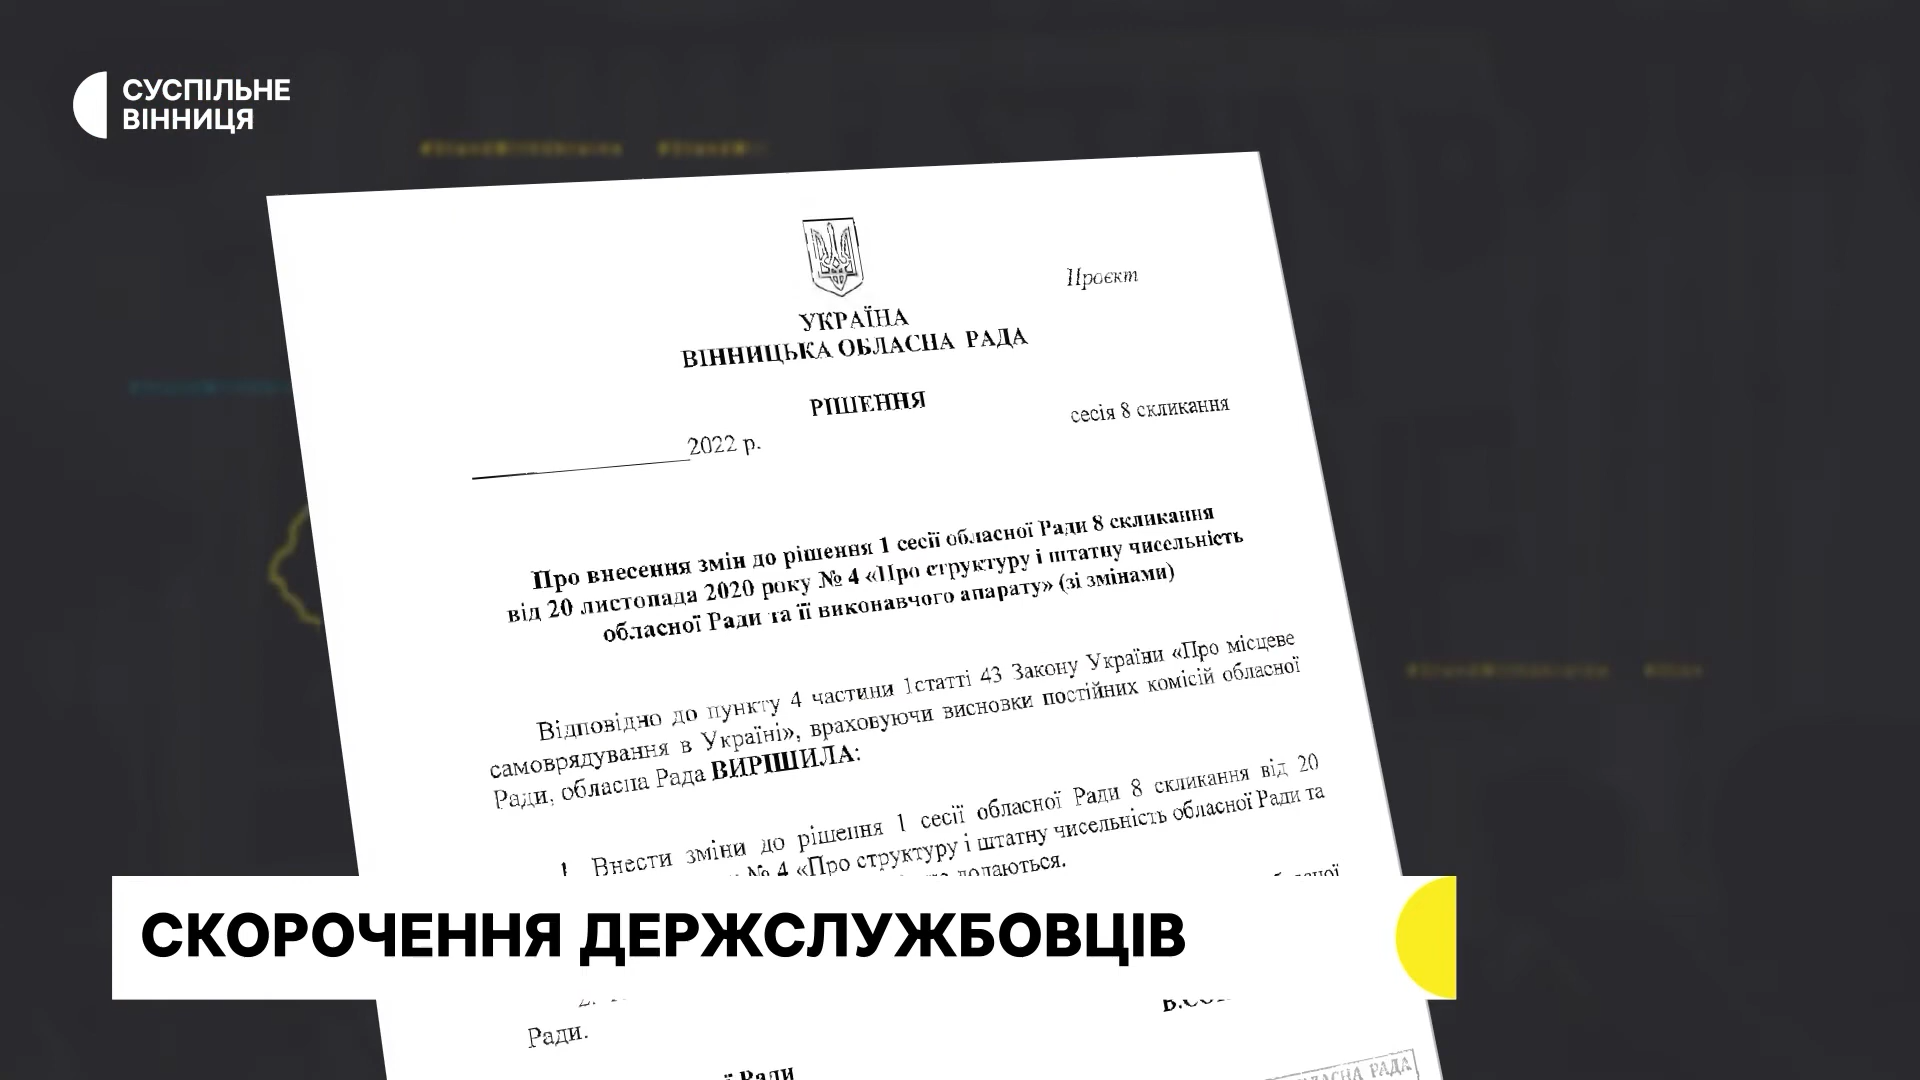 СУСПІЛЬНЕ
ВІННИЦЯ
Проєкт
УКРАЇНА
ВІННИЦЬКА ОБЛАСНА РАДА
РІШЕННЯ
2022 р.
сесія 8 скликання
Про внесення змін до рішення 1 сесії обласної Ради 8 скликання
від 20 листопада 2020 року № 4 «Про структуру і штатну чисельність
обласної Ради та її виконавчого апарату» (зі змінами)
Відповідно до пункту 4 частини 1статті 43 Закону України «Про місцеве
самоврядування в Україні», враховуючи висновки постійних комісій обласної
Ради, обласна Рада ВИРІШИЛА:
1 Внести зміни до рішення 1 сесії обласної Ради 8 скликання від 20
№ 4 «Про структуру і штатну чисельність обласної Ради та
додаються.
СКОРОЧЕННЯ ДЕРЖСЛУЖБОВЦІВ
2.
Ради.
Ради
РАДА